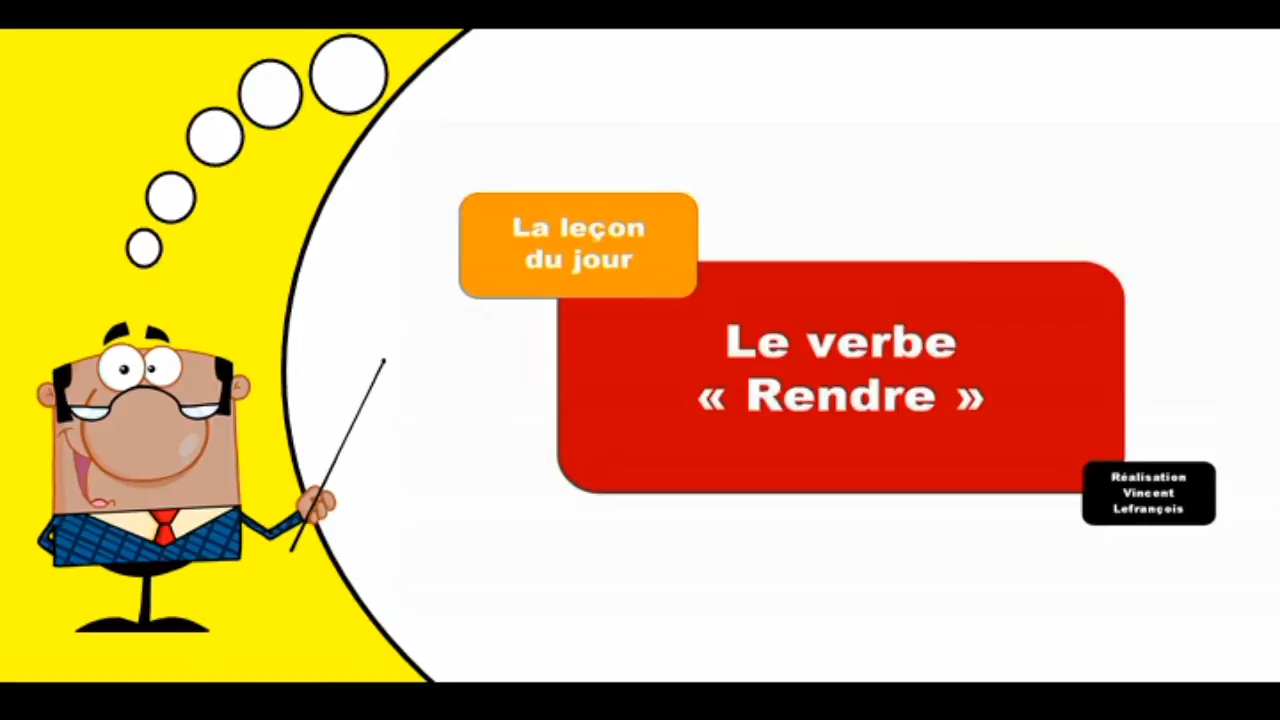 La leçon
du jour
Le verbe
« Rendre »
Réalisation
Vincent
Lefrançois